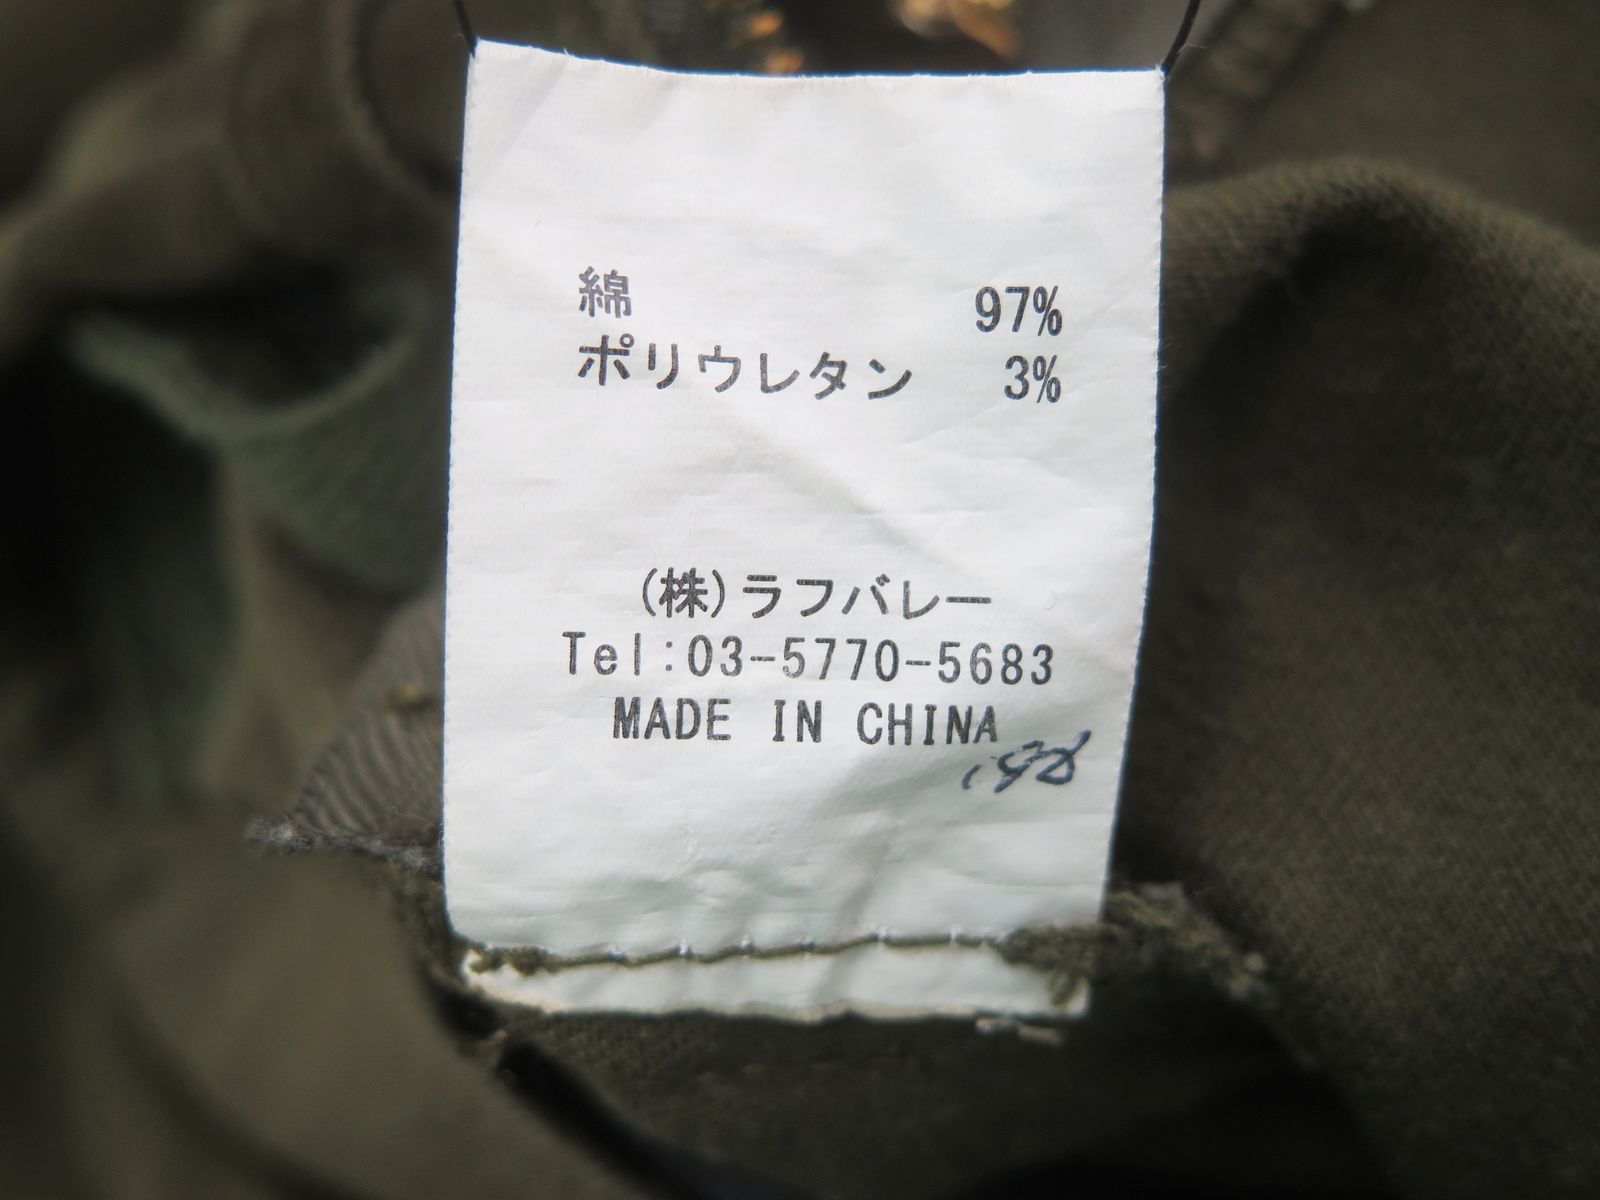 綿 97%
ポリウレタン 3%
(株)ラフバレー
Tel:03-5770-5683
MADE IN CHINA